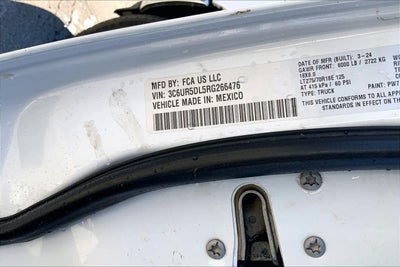 MFD BY: FCA US LLC
VIN: 3C6UR5DL5RG266476
VEHICLE MADE IN: MEXICO
DATE OF MFR (BUILT): 3-24
GAWR FRONT: 6000 LB / 2722 KG
18X8.0
LT275/70R18E 125
AT 415 kPa / 60 PSI
TYPE: TRUCK
PAINT: PW7
THIS VEHICLE CONFORMS TO ALL
STANDARDS IN EFFECT ON